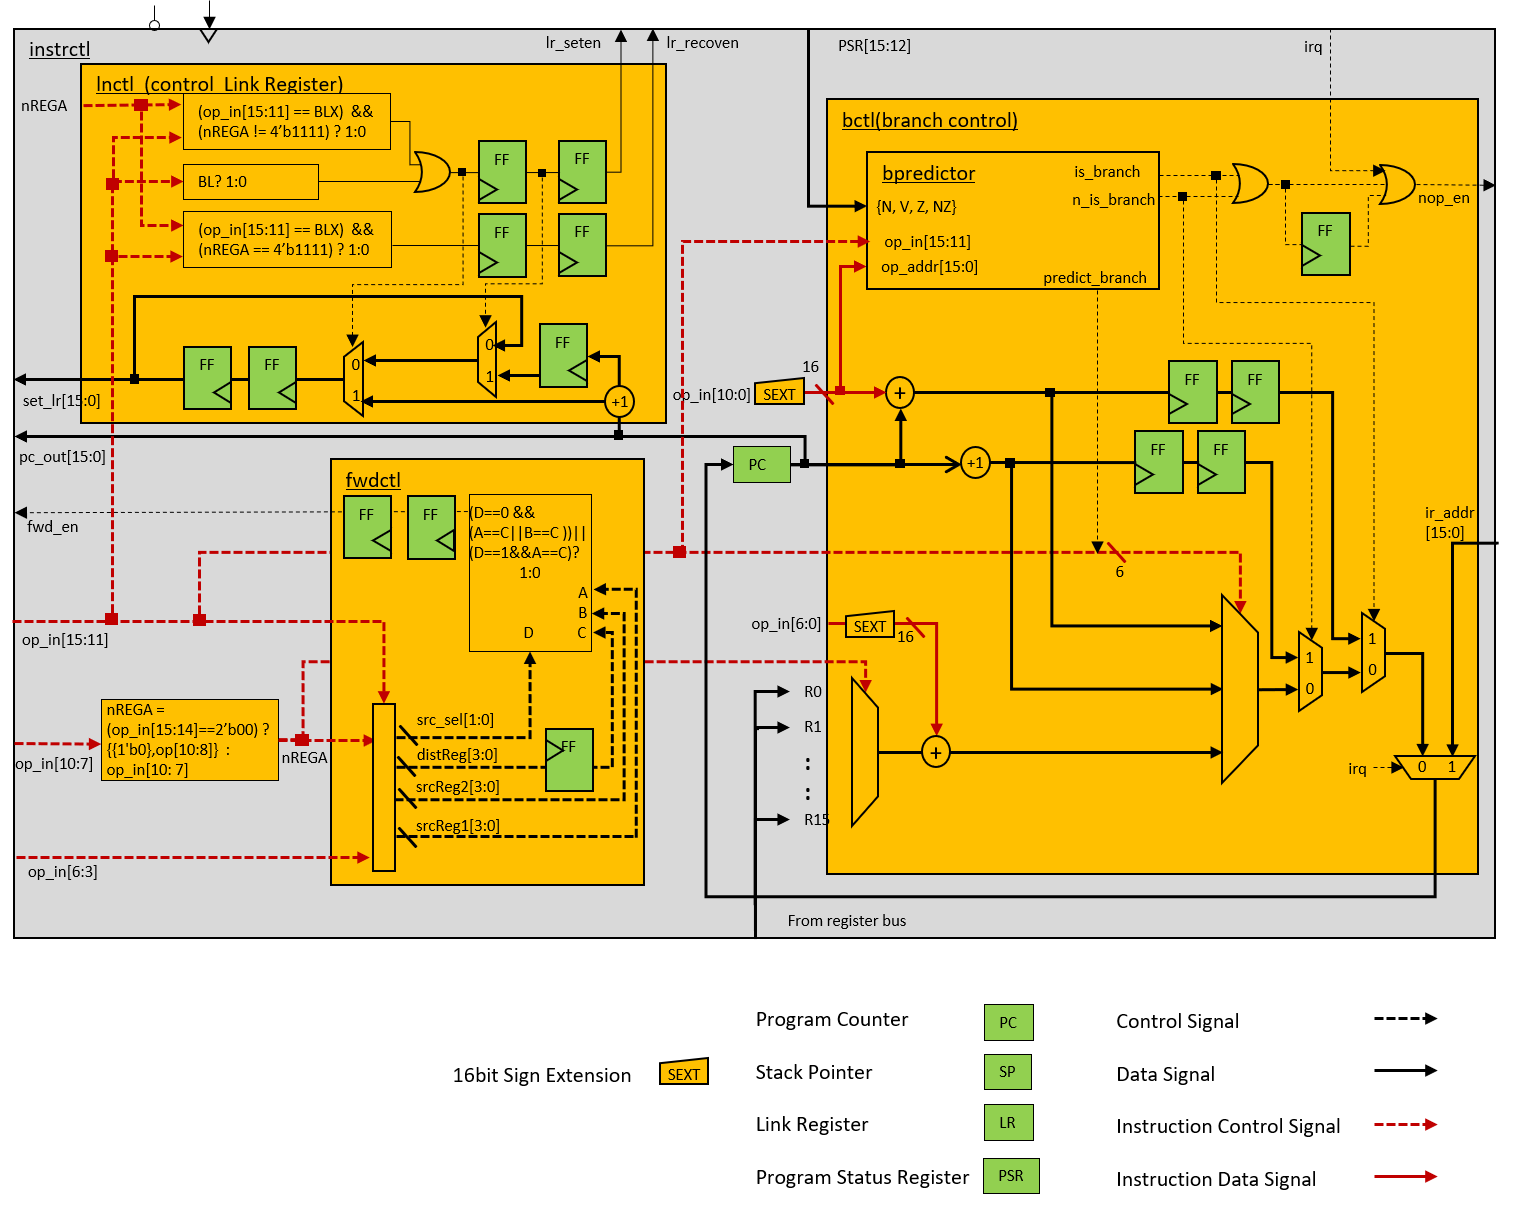 instrctl
lr_seten
lr_recoven
PSR[15:12]
irq
lnctl (control Link Register)
nREGA
(op_in[15:11] == BLX) &&
(nREGA != 4'b1111) ? 1:0
BL? 1:0
(op_in[15:11] == BLX) &&
(nREGA == 4'b1111) ? 1:0
FF
FF
FF
FF
FF
FF
FF
0
1
0
1
+1
set_lr[15:0]
pc_out[15:0]
bctl(branch control)
bpredictor
{N, V, Z, NZ}
op_in[15:11]
op_addr[15:0]
is_branch
n_is_branch
predict_branch
FF
nop_en
16
op_in[10:0]
SEXT
+
FF
FF
PC
+1
FF
FF
ir_addr
[15:0]
6
op_in[6:0]
SEXT
16
R0
R1
:
:
R15
+
1
0
1
0
irq
0
1
fwdctl
FF
FF
(D==0 &&
(A==C||B==C ))||
(D==1&&A==C)?
1:0
A
B
C
D
fwd_en
op_in[15:11]
nREGA =
(op_in[15:14]==2'b00) ?
{{1'b0},op[10:8]} :
op_in[10: 7]
op_in[10:7]
nREGA
src_sel[1:0]
distReg[3:0]
srcReg2[3:0]
srcReg1[3:0]
FF
op_in[6:3]
From register bus
16bit Sign Extension
SEXT
Program Counter
PC
Control Signal
Stack Pointer
SP
Data Signal
Link Register
LR
Instruction Control Signal
Program Status Register
PSR
Instruction Data Signal